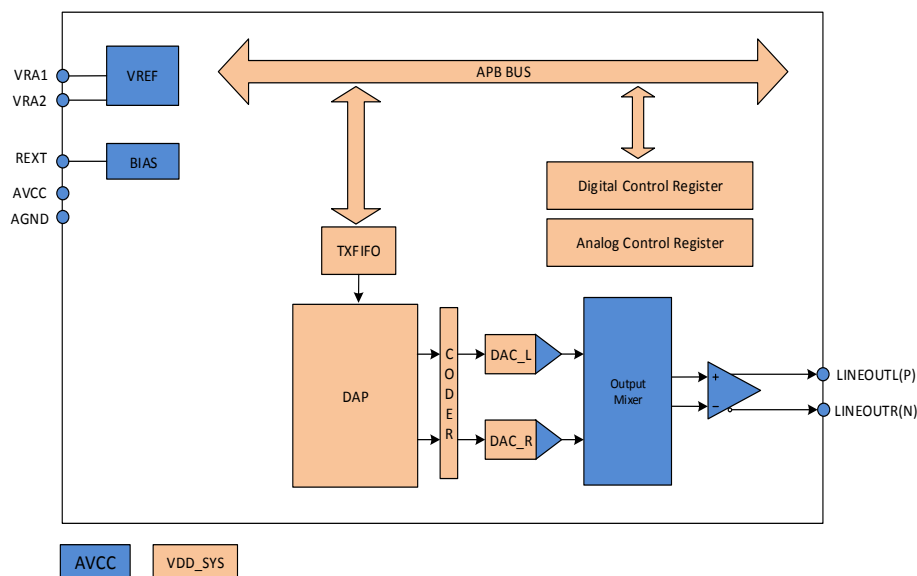 VRA1
VRA2
VREF
APB BUS
REXT
BIAS
AVCC
AGND
Digital Control Register
Analog Control Register
TXFIFO
DAP
CODER
DAC_L
DAC_R
Output
Mixer
+
−
LINEOUTL(P)
LINEOUTR(N)
AVCC
VDD_SYS